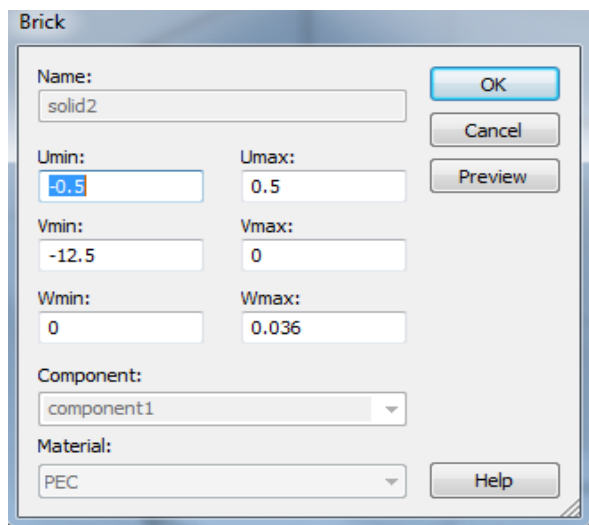 Brick
Name:
solid2
OK
Cancel
Preview
Umin:
Umax:
-0.5
0.5
Vmin:
Vmax:
-12.5
0
Wmin:
Wmax:
0
0.036
Component:
component1
Material:
PEC
Help